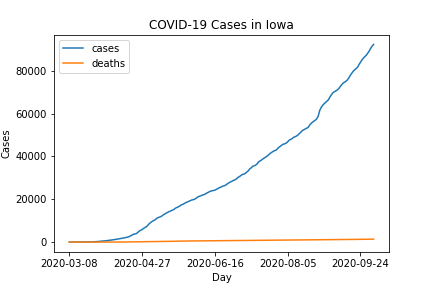 COVID-19 Cases in Iowa
cases
deaths
80000
60000
40000
20000
0
Cases
2020-03-08 2020-04-27 2020-06-16 2020-08-05 2020-09-24
Day